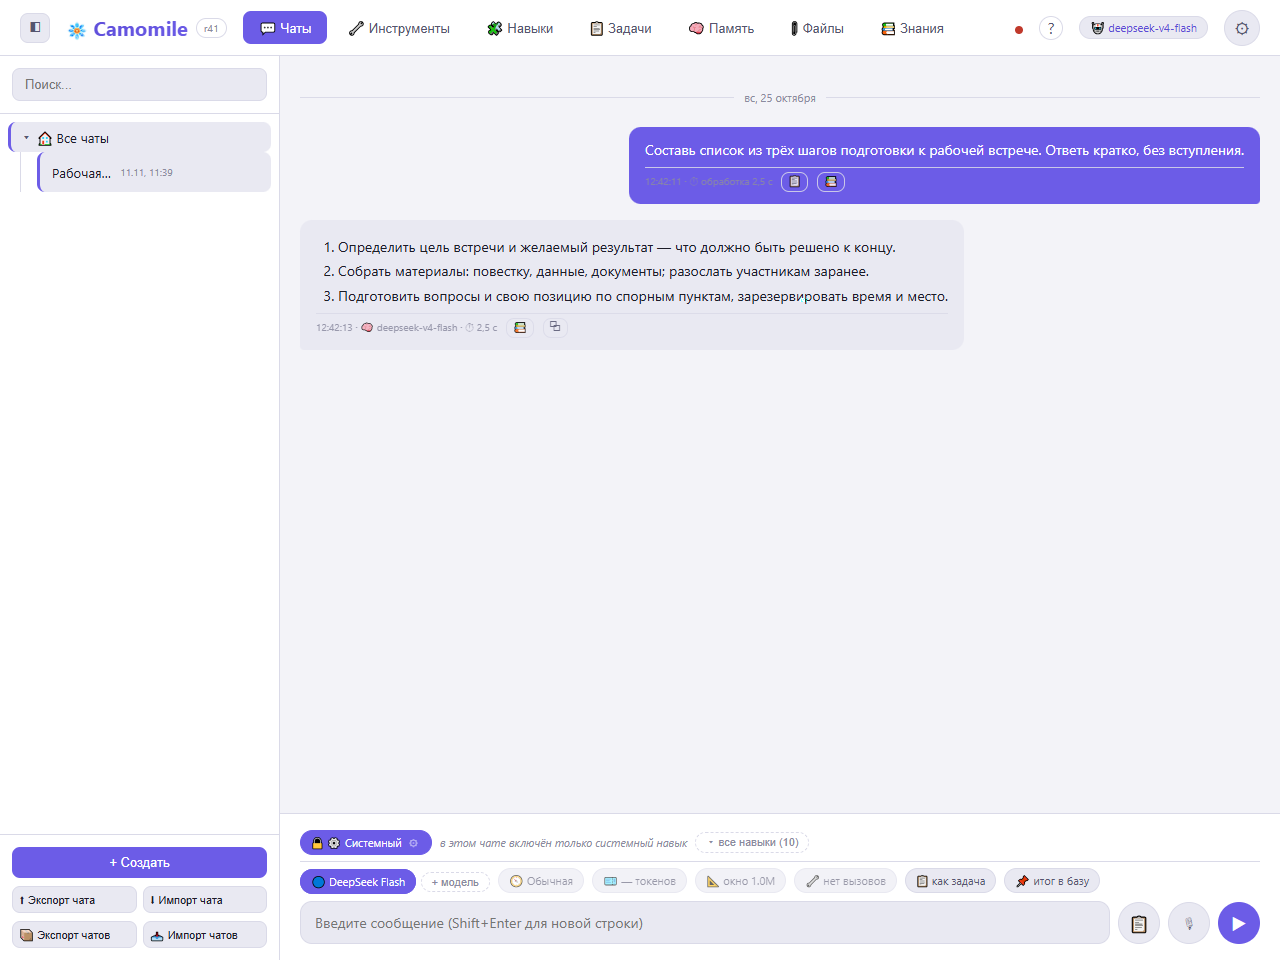 Camomile
r41
Чаты
Инструменты
Навыки
Задачи
Память
Файлы
Знания
?
deepseek-v4-flash
Поиск...
Все чаты
Рабочая... 11.11, 11:39
вс, 25 октября
Составь список из трёх шагов подготовки к рабочей встрече. Ответь кратко, без вступления.
12:42:11 · обработка 2,5 с
1. Определить цель встречи и желаемый результат — что должно быть решено к концу.
2. Собрать материалы: повестку, данные, документы; разослать участникам заранее.
3. Подготовить вопросы и свою позицию по спорным пунктам, зарезервировать время и место.
12:42:13 · deepseek-v4-flash · 2,5 с
Системный
в этом чате включён только системный навык
все навыки (10)
DeepSeek Flash
+ модель
Обычная
— токенов
окно 1.0M
нет вызовов
как задача
итог в базу
Введите сообщение (Shift+Enter для новой строки)
+ Создать
Экспорт чата
Импорт чата
Экспорт чатов
Импорт чатов